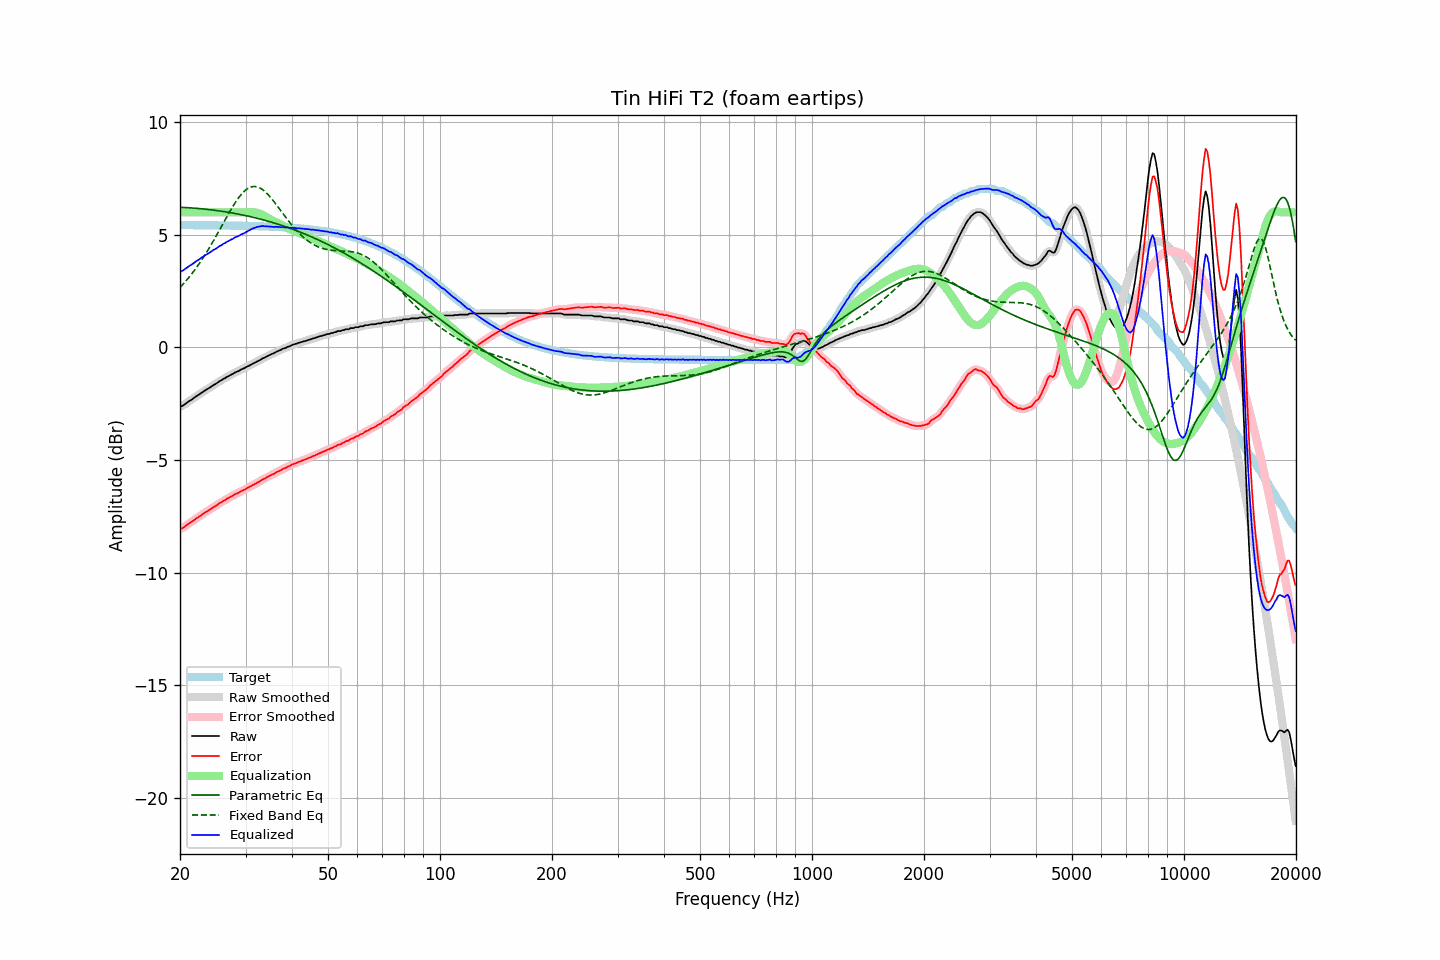 Tin HiFi T2 (foam eartips)
10
5
0
−5
−10
−15
−20
Amplitude (dBr)
Target
Raw Smoothed
Error Smoothed
Raw
Error
Equalization
Parametric Eq
Fixed Band Eq
Equalized
20 50 100 200 500 1000 2000 5000 10000 20000
Frequency (Hz)